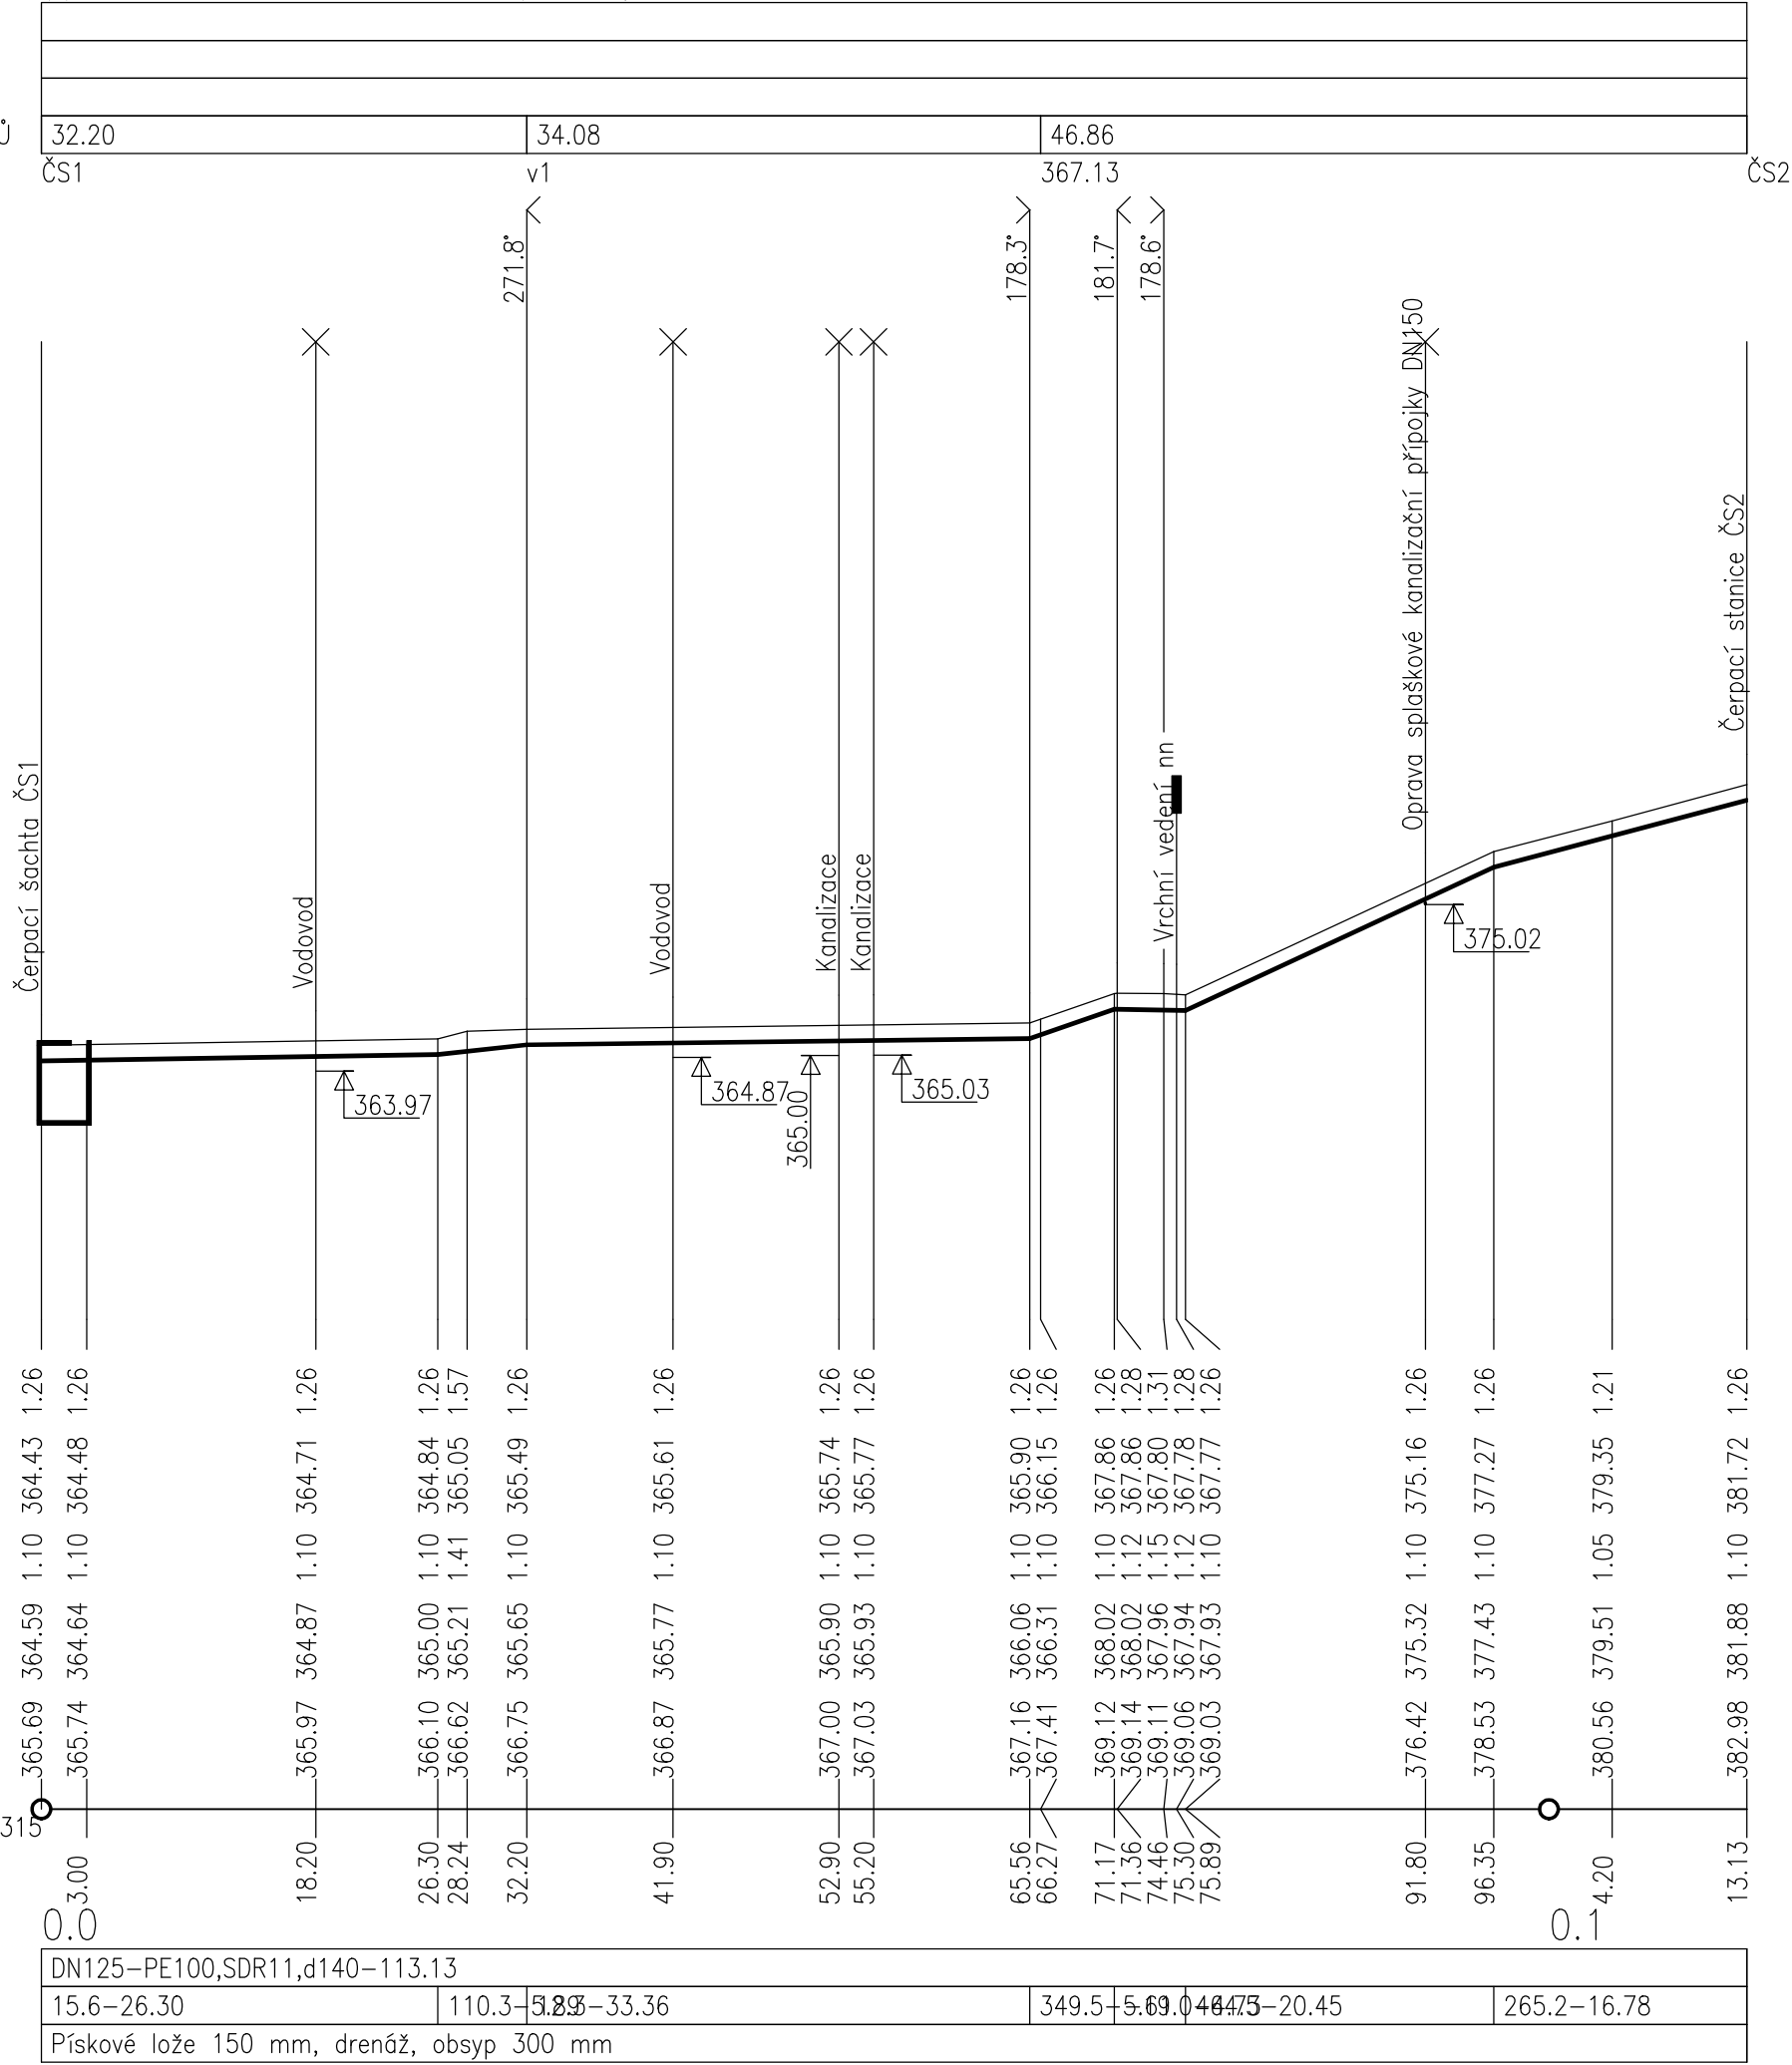 ů 32.20 34.08 46.86
ČS1 v1 367.13 ČS2
271.8° 178.3° 181.7° 178.6°
Čerpací šachta ČS1
Vodovod
Vodovod
Kanalizace
Kanalizace
Vrchní vedení nn
Oprava splaškové kanalizační přípojky DN150
Čerpací stanice ČS2
363.97
364.87
365.00
365.03
375.02
365.69 364.59 1.10 364.43 1.26
365.74 364.64 1.10 364.48 1.26
365.97 364.87 1.10 364.71 1.26
366.10 365.00 1.10 364.84 1.26
366.62 365.21 1.41 365.05 1.57
366.75 365.65 1.10 365.49 1.26
366.87 365.77 1.10 365.61 1.26
367.00 365.90 1.10 365.74 1.26
367.03 365.93 1.10 365.77 1.26
367.16 366.06 1.10 365.90 1.26
367.41 366.31 1.10 366.15 1.26
369.12 368.02 1.10 367.86 1.26
369.14 368.02 1.12 367.86 1.28
369.11 367.96 1.15 367.80 1.31
369.06 367.94 1.12 367.78 1.28
369.03 367.93 1.10 367.77 1.26
376.42 375.32 1.10 375.16 1.26
378.53 377.43 1.10 377.27 1.26
380.56 379.51 1.05 379.35 1.21
382.98 381.88 1.10 381.72 1.26
315
3.00 18.20 26.30 28.24 32.20 41.90 52.90 55.20 65.56 66.27 71.17 71.36 74.46 75.30 75.89 91.80 96.35 4.20 13.13
0.0 0.1
DN125-PE100,SDR11,d140-113.13
15.6-26.30 110.3-5.89 12.3-33.36 349.5-5.61 265.2-16.78
Pískové lože 150 mm, drenáž, obsyp 300 mm